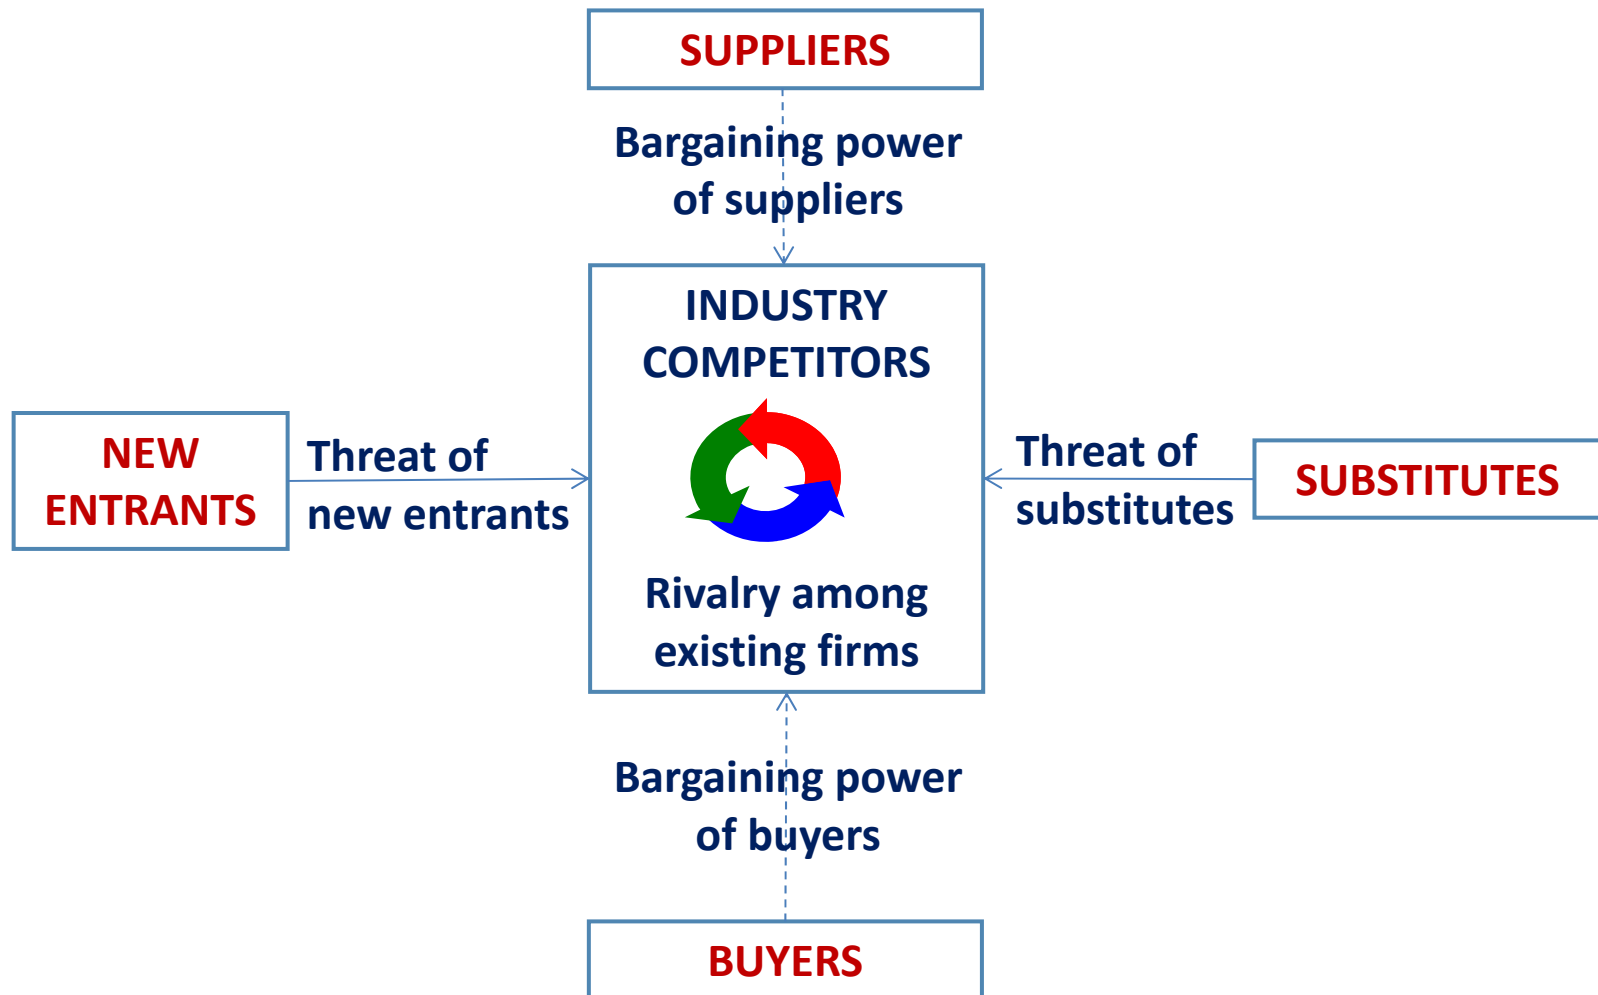 SUPPLIERS
Bargaining power
of suppliers
INDUSTRY
COMPETITORS
NEW
ENTRANTS
Threat of
new entrants
Threat of
substitutes
SUBSTITUTES
Rivalry among
existing firms
Bargaining power
of buyers
BUYERS